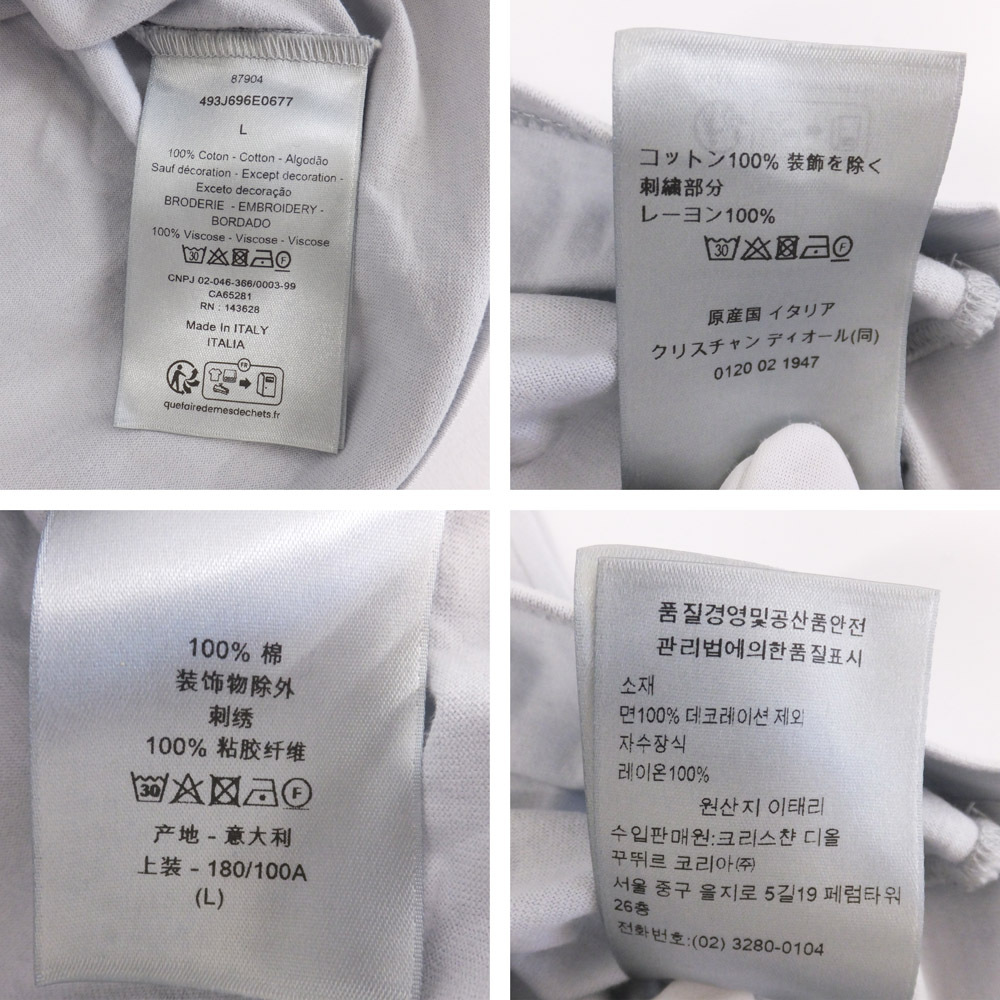 87904
493J696E0677
L
100% Coton - Cotton - Algodão
Sauf décoration - Except decoration -
Exceto decoração
BRODERIE - EMBROIDERY -
BORDADO
100% Viscose - Viscose - Viscose
30
F
CNPJ 02-046-366/0003-99
CA65281
RN : 143628
Made In ITALY
ITALIA
FR
quefairedemesdechets.fr
コットン100% 装飾を除く
刺繍部分
レーヨン100%
30
F
原産国 イタリア
クリスチャン ディオール(同)
0120 02 1947
100% 棉
装饰物除外
刺绣
100% 粘胶纤维
30
F
产地 - 意大利
上装 - 180/100A
(L)
품질경영및공산품안전
관리법에의한품질표시
소재
면100% 데코레이션 제외
자수장식
레이온100%
원산지 이태리
수입판매원:크리스챤 디올
꾸뛰르 코리아㈜
서울 중구 을지로 5길19 페럼타워
26층
전화번호:(02) 3280-0104